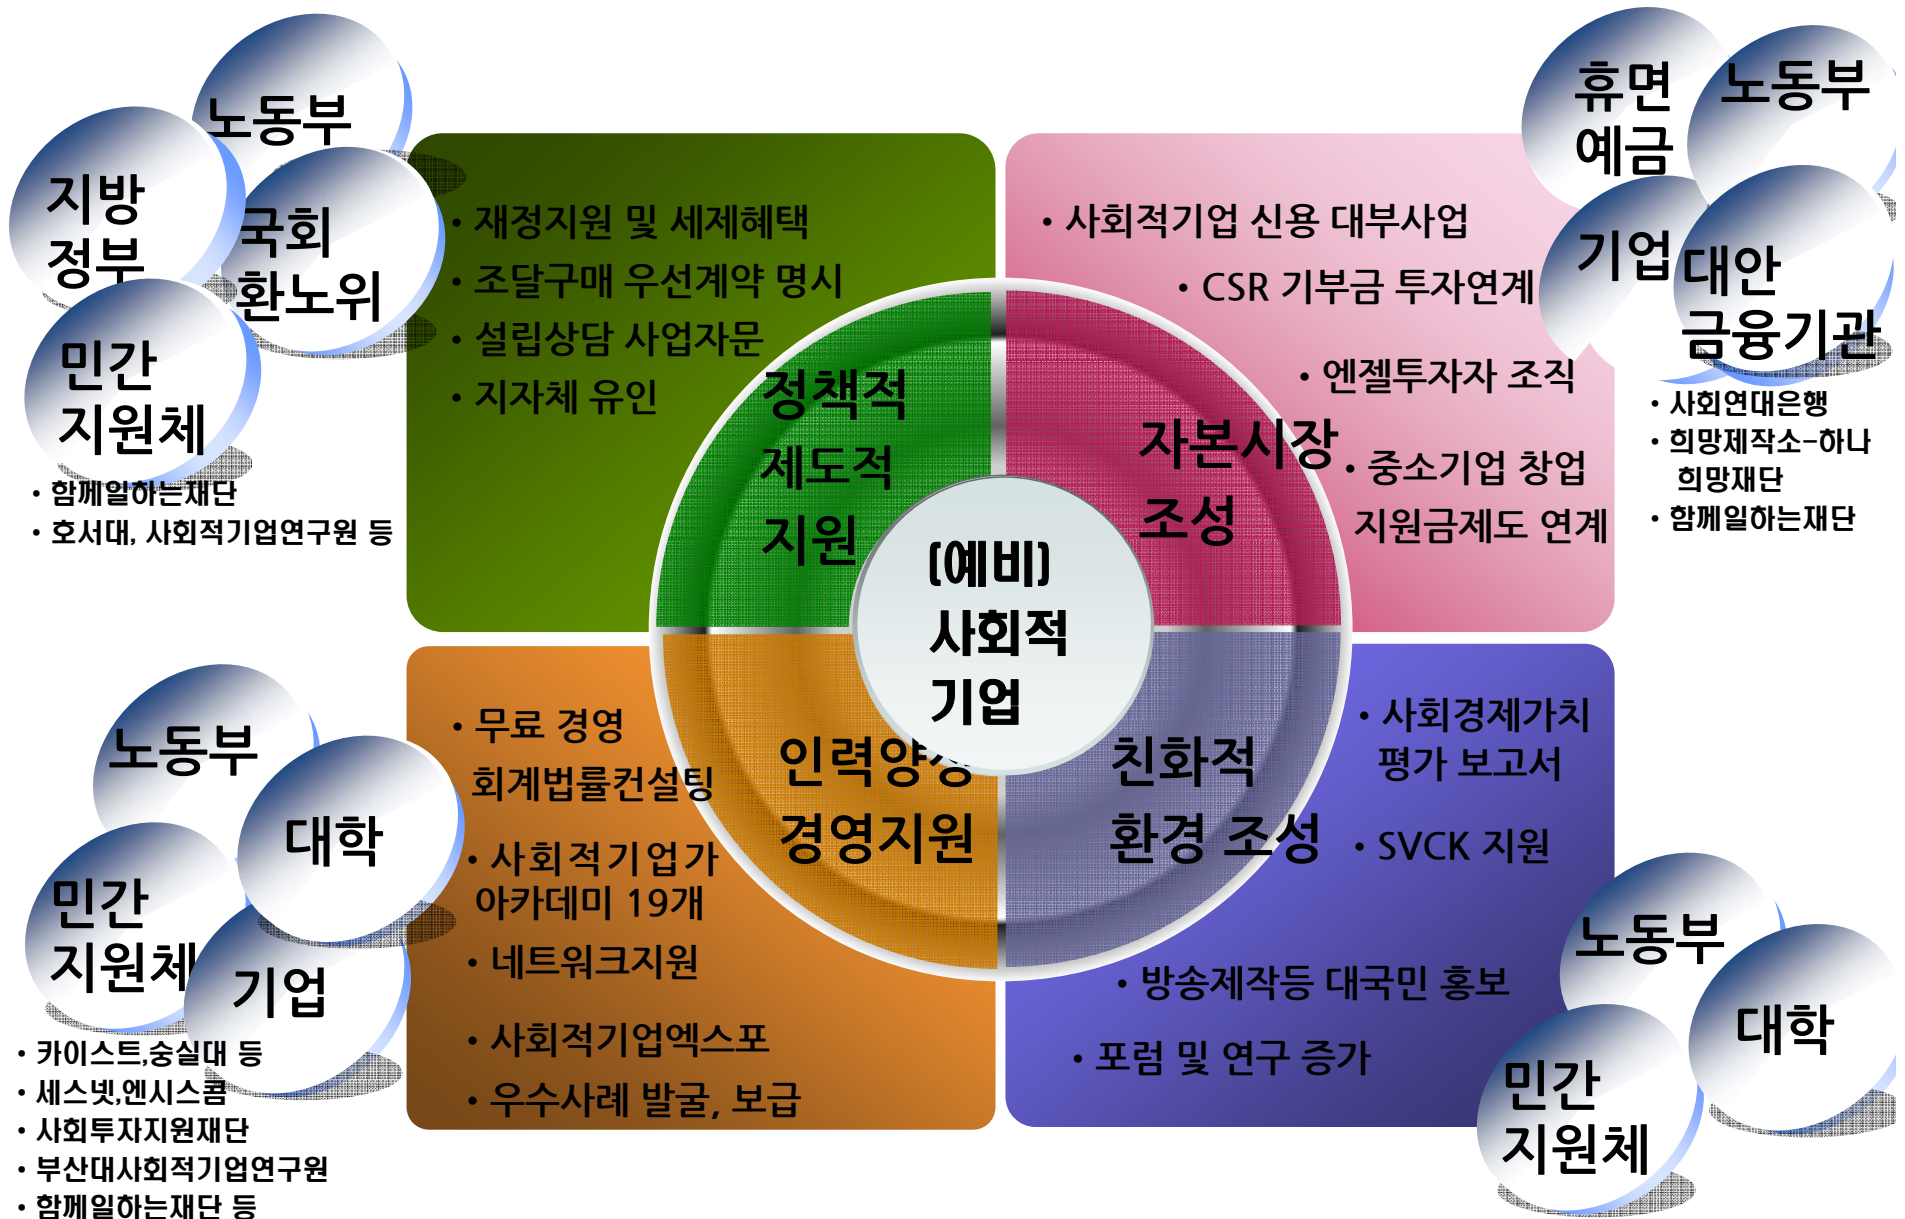 노동부
지방
정부
국회
환노위
민간
지원체
• 함께일하는재단
• 호서대, 사회적기업연구원 등
• 재정지원 및 세제혜택
• 조달구매 우선계약 명시
• 설립상담 사업자문
• 지자체 유인
정책적
제도적
지원
• 사회적기업 신용 대부사업
• CSR 기부금 투자연계
• 엔젤투자자 조직
• 중소기업 창업
지원금제도 연계
자본시장
조성
휴면
예금
노동부
기업
대안
금융기관
• 사회연대은행
• 희망제작소-하나
희망재단
• 함께일하는재단
(예비)
사회적
기업
노동부
대학
민간
지원체
기업
• 카이스트,숭실대 등
• 세스넷,엔시스콤
• 사회투자지원재단
• 부산대사회적기업연구원
• 함께일하는재단 등
• 무료 경영
회계법률컨설팅
• 사회적기업가
아카데미 19개
• 네트워크지원
• 사회적기업엑스포
• 우수사례 발굴, 보급
인력양성
경영지원
친화적
환경 조성
• 사회경제가치
평가 보고서
• SVCK 지원
• 방송제작등 대국민 홍보
• 포럼 및 연구 증가
노동부
대학
민간
지원체